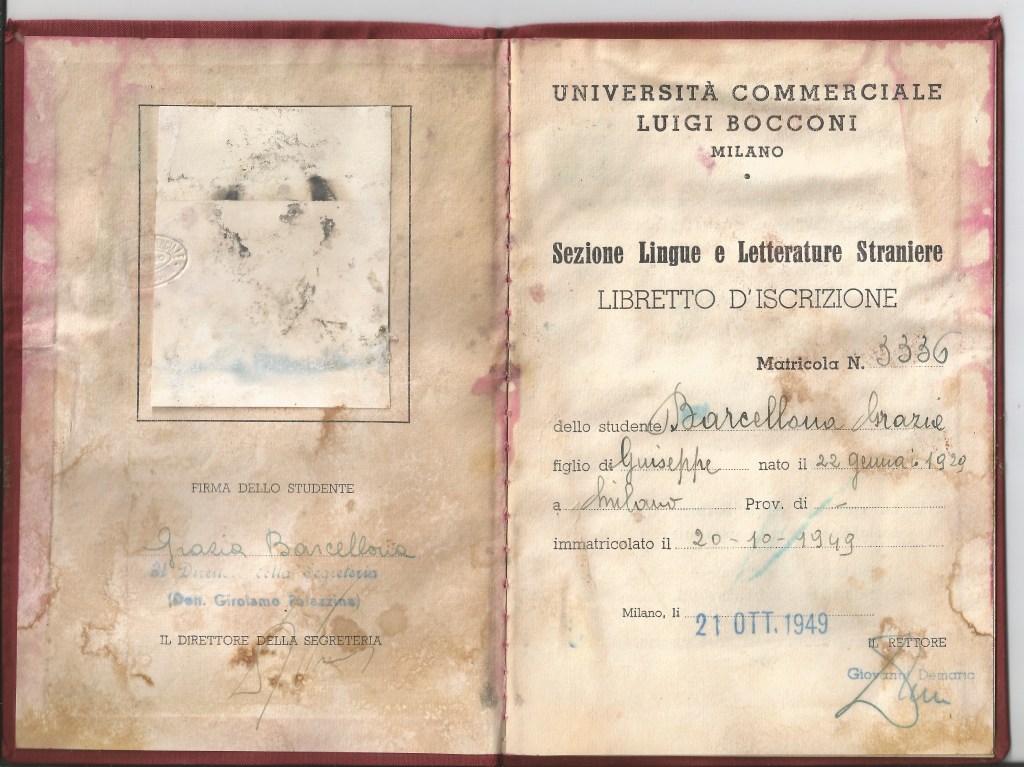 FIRMA DELLO STUDENTE
Grazia Barcellona
Il Direttore della Segreteria
(Dott. Girolamo Palazzina)
IL DIRETTORE DELLA SEGRETERIA
UNIVERSITÀ COMMERCIALE
LUIGI BOCCONI
MILANO
Sezione Lingue e Letterature Straniere
LIBRETTO D'ISCRIZIONE
Matricola N. 3336
dello studente Barcellona Grazia
figlio di Guiseppe nato il 22 gennaio 1929
a Milano Prov. di -
immatricolato il 20-10-1949
Milano, li 21 OTT. 1949
IL RETTORE
Giovanni Demaria